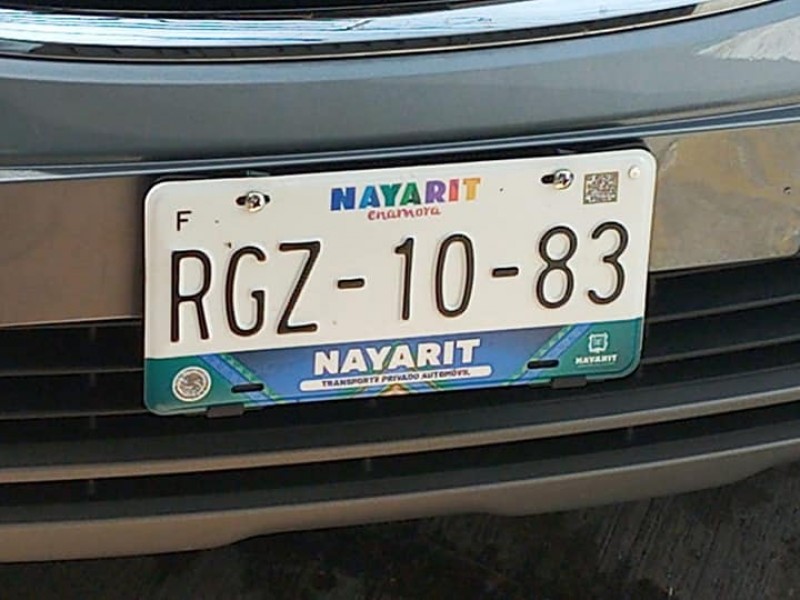 NAYARIT
enamora
F
RGZ-10-83
NAYARIT
TRANSPORTE PRIVADO AUTOMÓVIL
NAYARIT